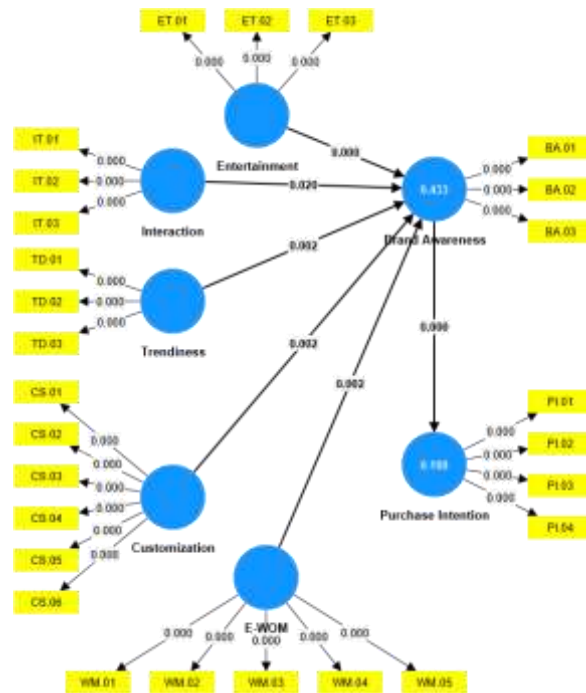 ET.01
ET.02
ET.03
0.000
0.000
0.000
Entertainment
0.000
IT.01
IT.02
IT.03
0.000
0.000
0.000
Interaction
0.020
BA.01
BA.02
BA.03
0.000
0.000
0.000
0.433
Brand Awareness
TD.01
TD.02
TD.03
0.000
0.000
0.000
Trendiness
0.002
0.002
0.002
0.000
CS.01
CS.02
CS.03
CS.04
CS.05
CS.06
0.000
0.000
0.000
0.000
0.000
0.000
Customization
PI.01
PI.02
PI.03
PI.04
0.000
0.000
0.000
0.000
Purchase Intention
E-WOM
0.000
0.000
0.000
0.000
0.000
WM.01
WM.02
WM.03
WM.04
WM.05